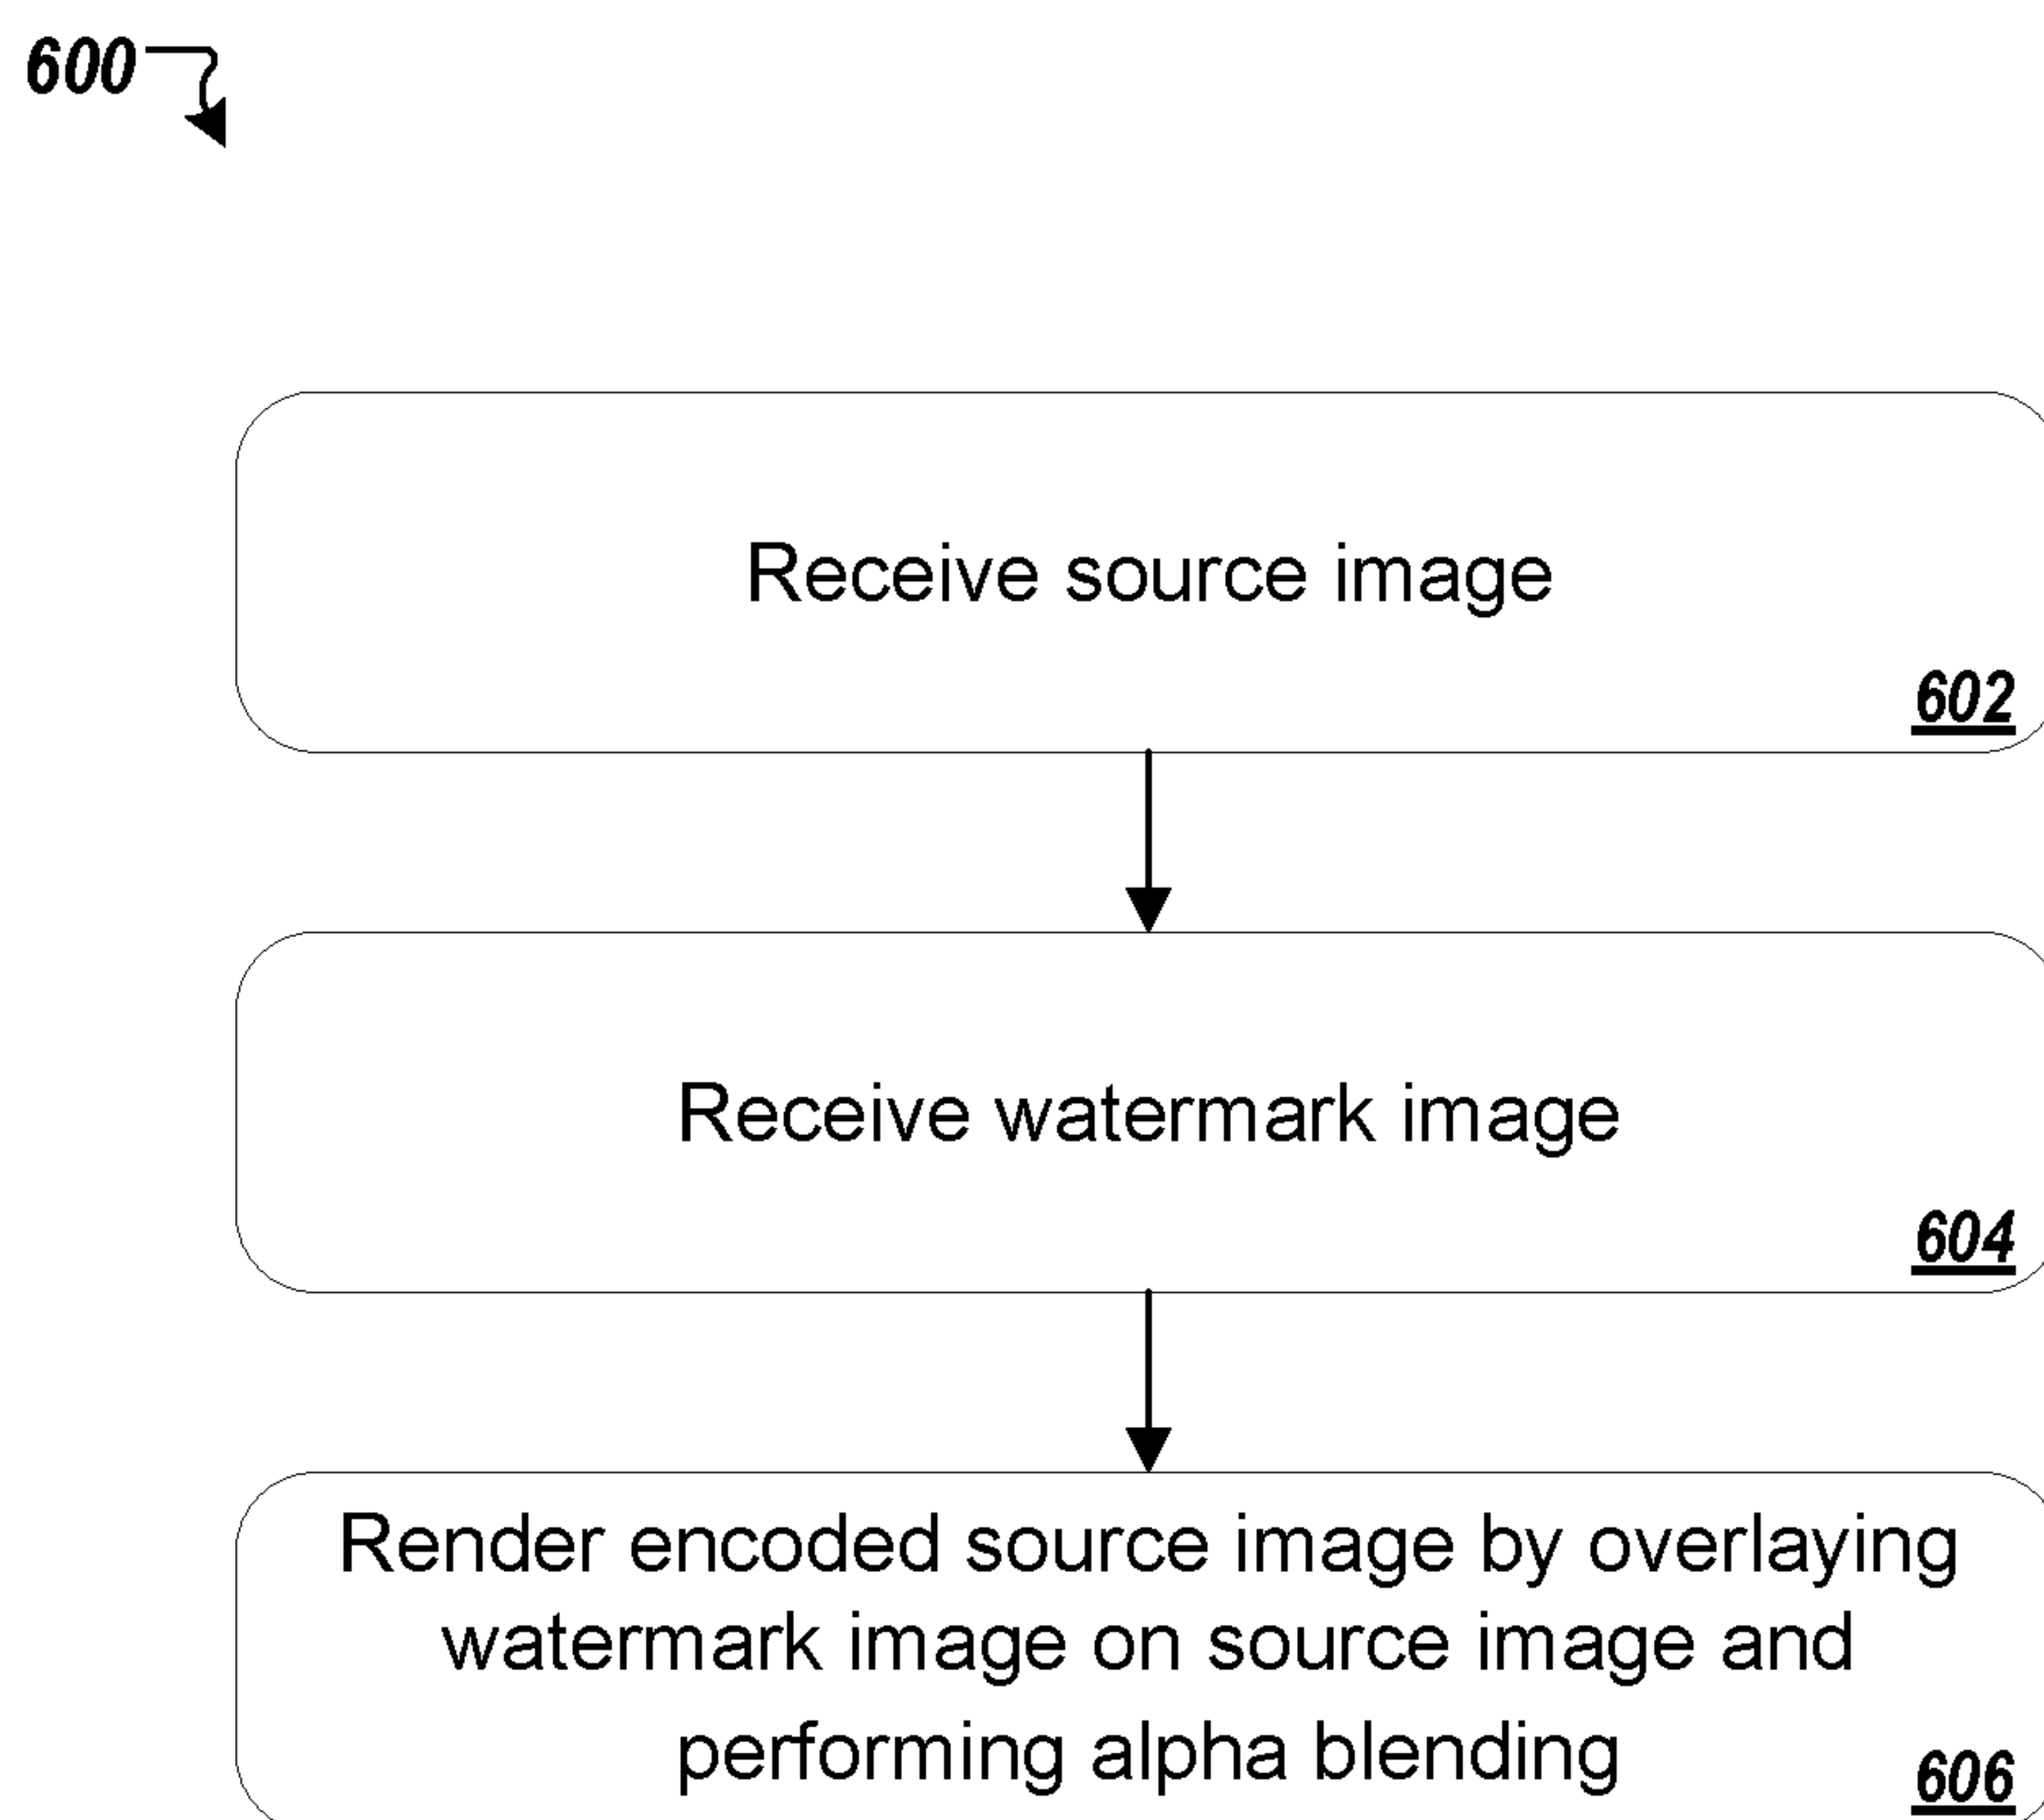 600
Receive source image
602
Receive watermark image
604
Render encoded source image by overlaying
watermark image on source image and
performing alpha blending
606